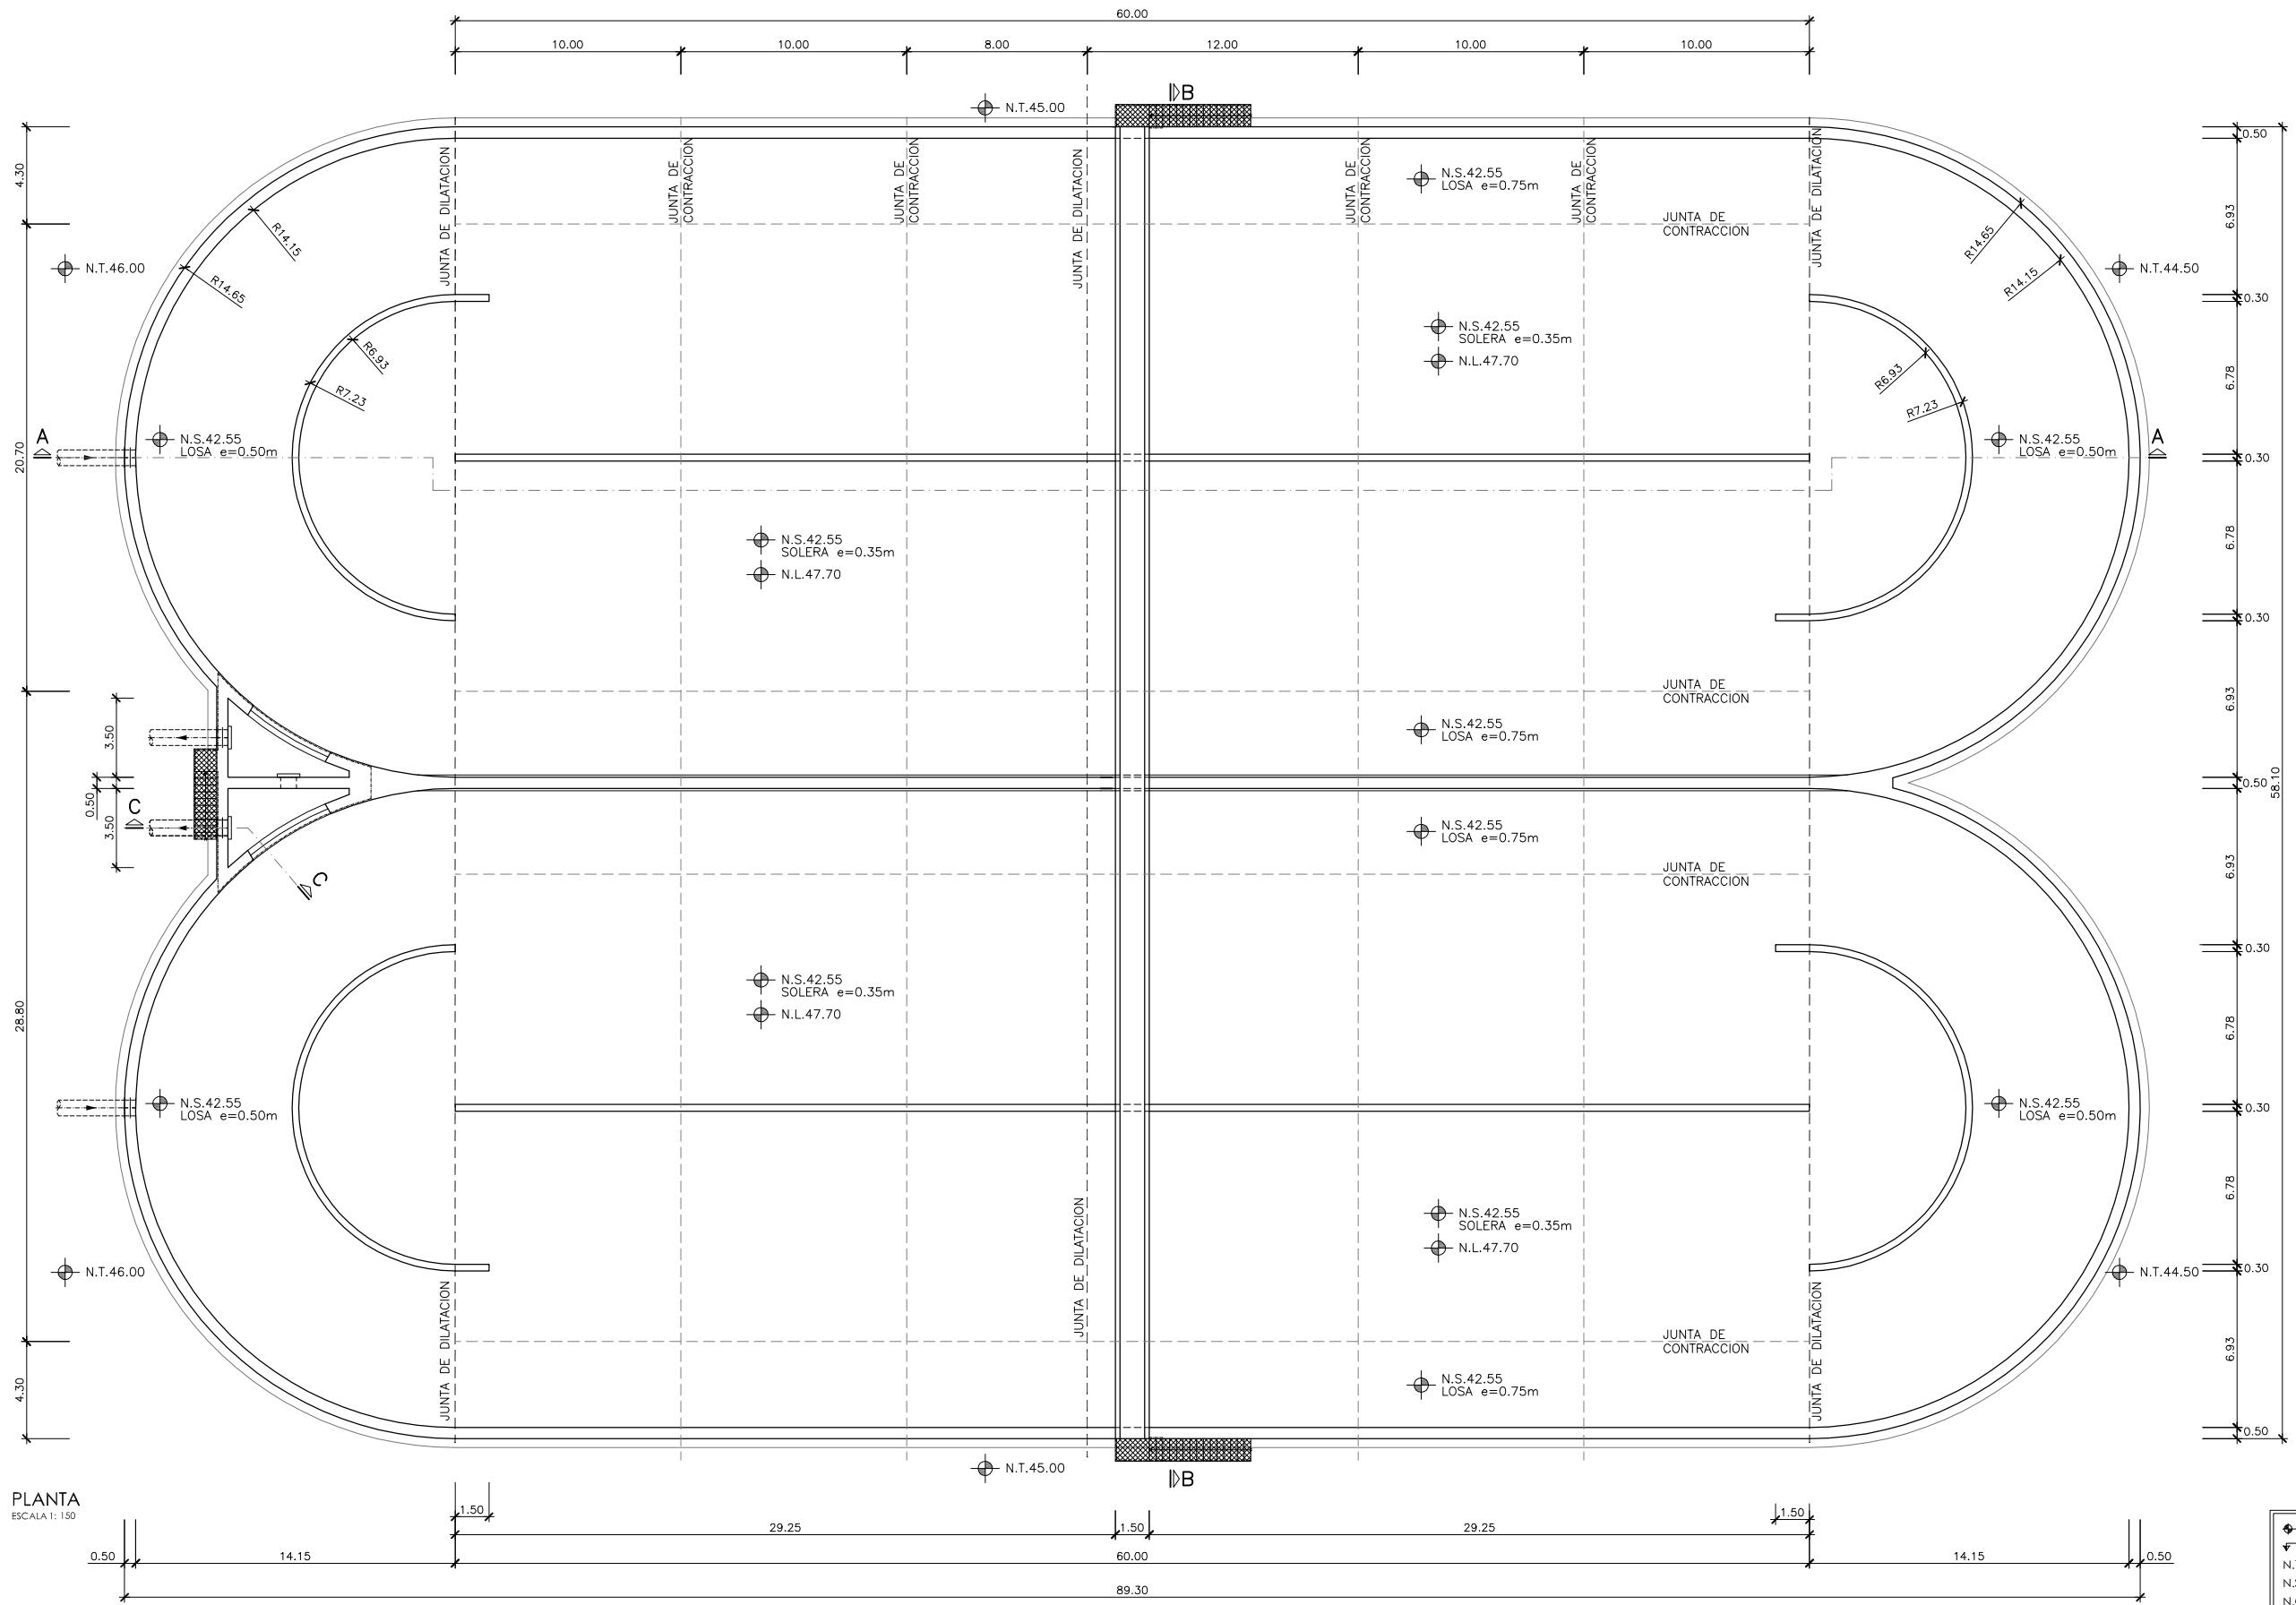 60.00
10.00
10.00
8.00
12.00
10.00
10.00
B
N.T.45.00
0.50
4.30
JUNTA DE DILATACION
JUNTA DE
CONTRACCION
JUNTA DE
CONTRACCION
JUNTA DE DILATACION
JUNTA DE
CONTRACCION
JUNTA DE
CONTRACCION
JUNTA DE DILATACION
N.S.42.55
LOSA e=0.75m
JUNTA DE
CONTRACCION
6.93
R14.15
R14.65
R14.65
R14.15
N.T.46.00
N.T.44.50
0.30
N.S.42.55
SOLERA e=0.35m
N.L.47.70
R6.93
R7.23
R6.93
R7.23
6.78
A
N.S.42.55
LOSA e=0.50m
N.S.42.55
LOSA e=0.50m
A
20.70
0.30
N.S.42.55
SOLERA e=0.35m
N.L.47.70
6.78
0.30
JUNTA DE
CONTRACCION
6.93
3.50
N.S.42.55
LOSA e=0.75m
0.50
0.50
58.10
C
3.50
N.S.42.55
LOSA e=0.75m
JUNTA DE
CONTRACCION
6.93
C
0.30
N.S.42.55
SOLERA e=0.35m
N.L.47.70
28.80
6.78
N.S.42.55
LOSA e=0.50m
N.S.42.55
LOSA e=0.50m
0.30
6.78
N.S.42.55
SOLERA e=0.35m
N.L.47.70
JUNTA DE DILATACION
N.T.46.00
0.30
N.T.44.50
JUNTA DE DILATACION
JUNTA DE
CONTRACCION
JUNTA DE DILATACION
6.93
4.30
N.S.42.55
LOSA e=0.75m
0.50
N.T.45.00
B
PLANTA
ESCALA 1: 150
1.50
1.50
29.25
1.50
29.25
0.50
14.15
60.00
14.15
0.50
89.30